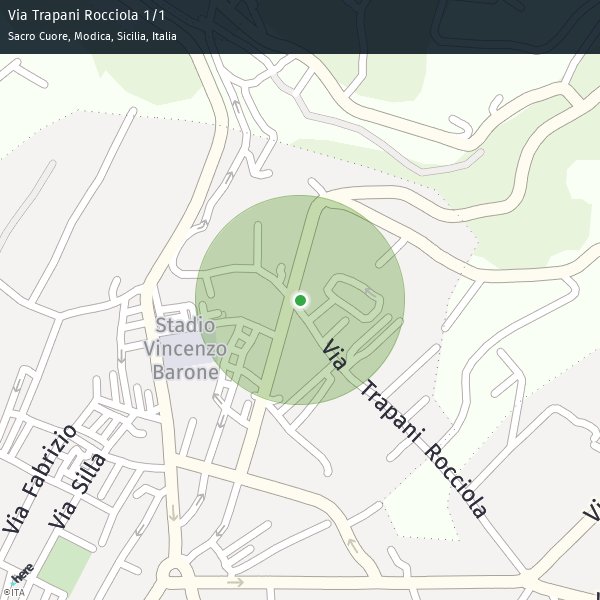 Via Trapani Rocciola 1/1
Sacro Cuore, Modica, Sicilia, Italia
Stadio
Vincenzo
Barone
Via Trapani Rocciola
Via Fabrizio
Via Silla
here
©ITA